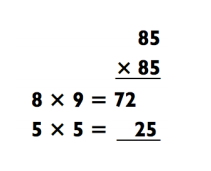 85
× 85
8 × 9 = 72
5 × 5 = 25